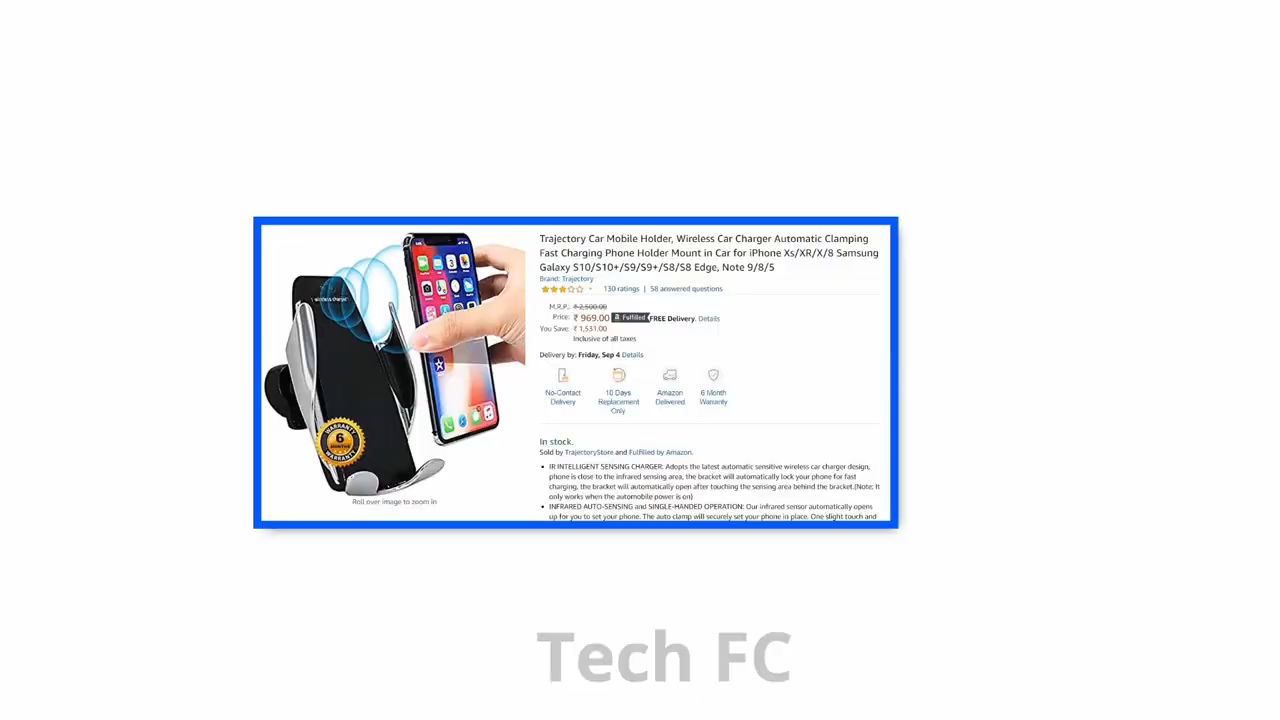 Trajectory Car Mobile Holder, Wireless Car Charger Automatic Clamping
Fast Charging Phone Holder Mount in Car for iPhone Xs/XR/X/8 Samsung
Galaxy S10/S10+/S9/S9+/S8/S8 Edge, Note 9/8/5
Brand: Trajectory
130 ratings | 58 answered questions
M.R.P.: ₹ 2,500.00
Price: ₹ 969.00 Fulfilled FREE Delivery. Details
You Save: ₹ 1,531.00
Inclusive of all taxes
Delivery by: Friday, Sep 4 Details
No-Contact
Delivery
10 Days
Replacement
Only
Amazon
Delivered
6 Month
Warranty
In stock.
Sold by TrajectoryStore and Fulfilled by Amazon.
IR INTELLIGENT SENSING CHARGER: Adopts the latest automatic sensitive wireless car charger design,
phone is close to the infrared sensing area, the bracket will automatically lock your phone for fast
charging, the bracket will automatically open after touching the sensing area behind the bracket.(Note: It
only works when the automobile power is on)
INFRARED AUTO-SENSING and SINGLE-HANDED OPERATION: Our infrared sensor automatically opens
up for you to set your phone. The auto clamp will securely set your phone in place. One slight touch and
wireless charger
WARRANTY
6
MONTHS
WARRANTY
Roll over image to zoom in
Tech FC